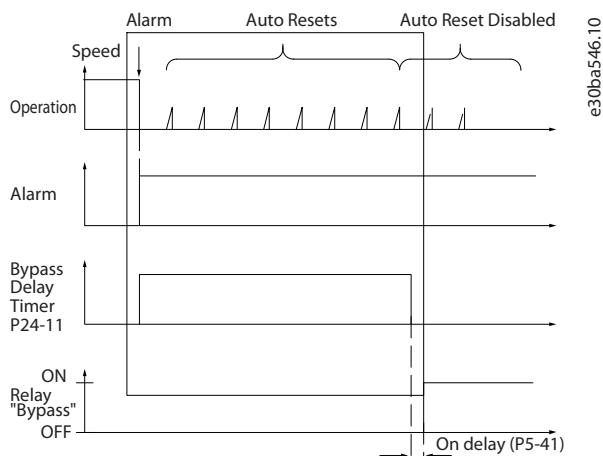 Alarm
Auto Resets
Auto Reset Disabled
Speed
Operation
Alarm
Bypass
Delay
Timer
P24-11
ON
Relay
"Bypass"
OFF
On delay (P5-41)
e30ba546.10